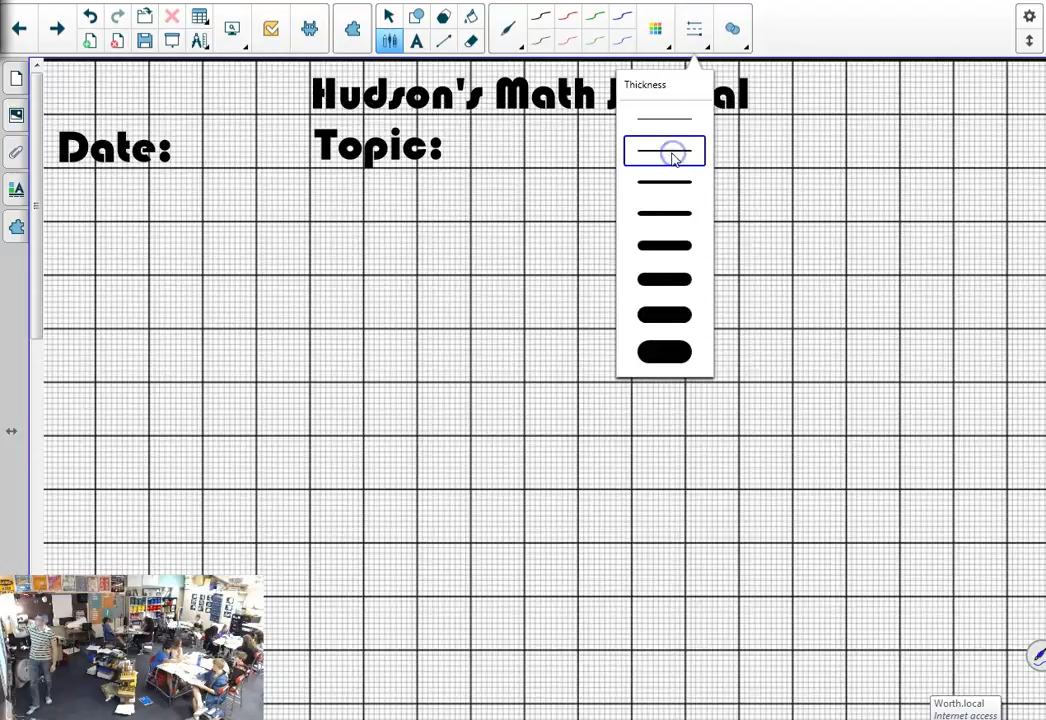 Thickness
Hudson's Math J al
Date: Topic:
Worth.local
Internet access